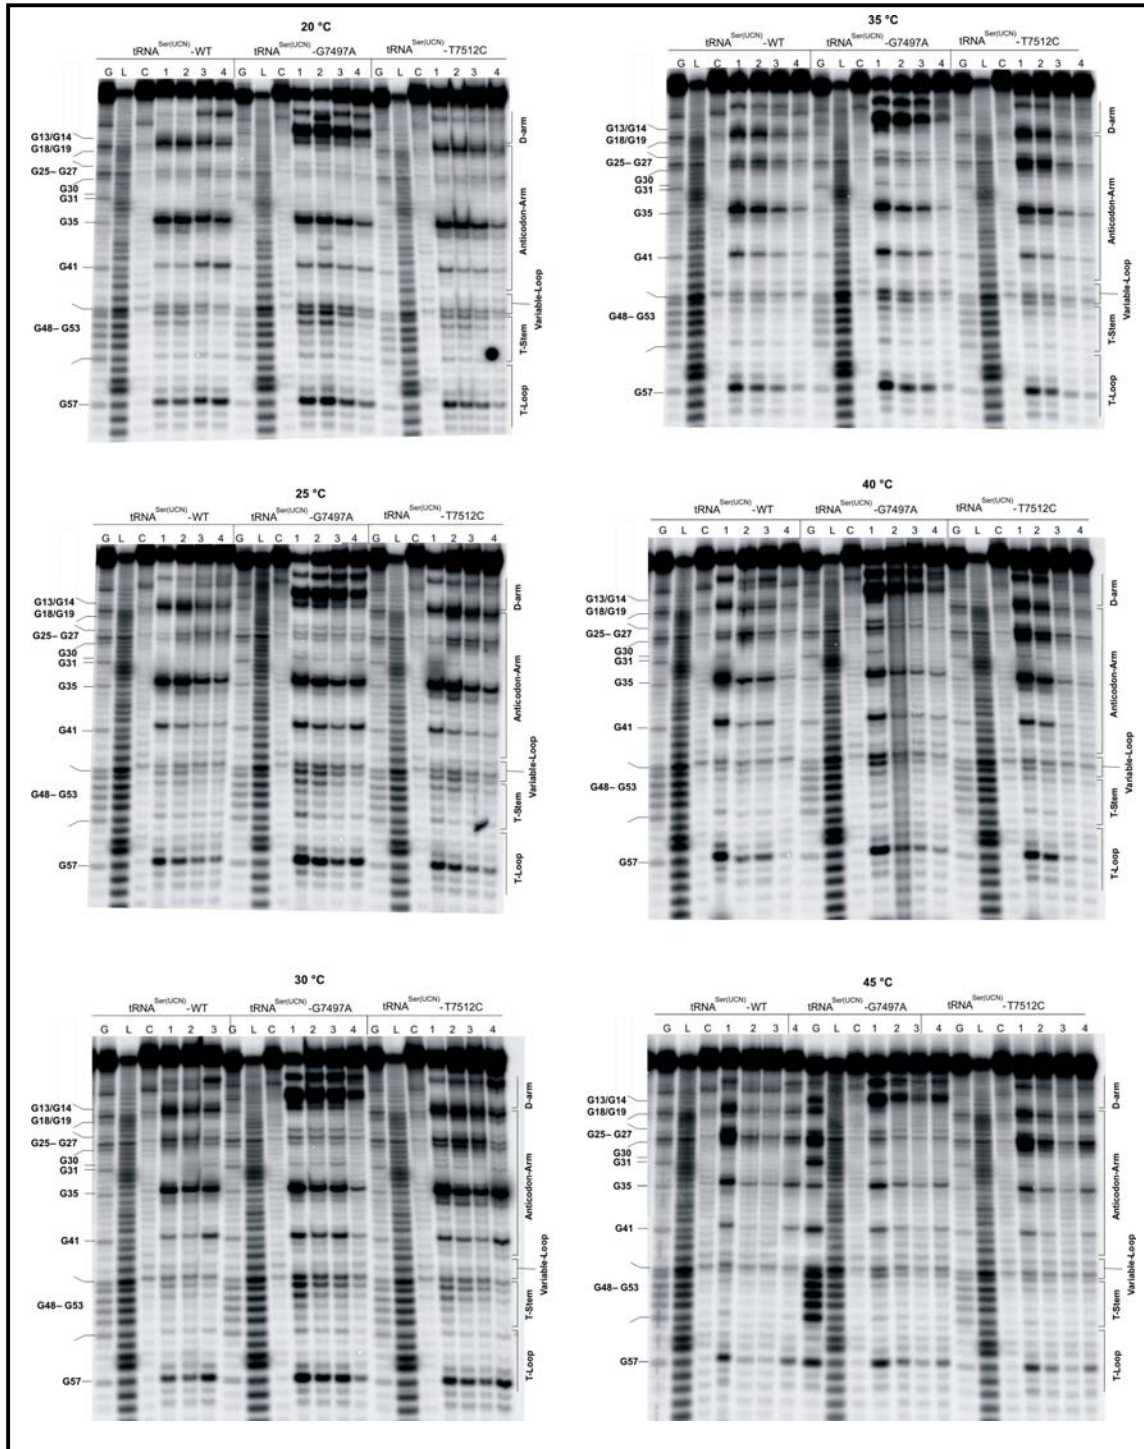 20 °C
tRNA^Ser(UCN)-WT tRNA^Ser(UCN)-G7497A tRNA^Ser(UCN)-T7512C
G L C 1 2 3 4 G L C 1 2 3 4 G L C 1 2 3 4
G13/G14
G18/G19
G25– G27
G30
G31
G35
G41
G48– G53
G57
D-arm
Anticodon-Arm
Variable-Loop
T-Stem
T-Loop
35 °C
tRNA^Ser(UCN)-WT tRNA^Ser(UCN)-G7497A tRNA^Ser(UCN)-T7512C
G L C 1 2 3 4 G L C 1 2 3 4 G L C 1 2 3 4
G13/G14
G18/G19
G25– G27
G30
G31
G35
G41
G48– G53
G57
D-arm
Anticodon-Arm
Variable-Loop
T-Stem
T-Loop
25 °C
tRNA^Ser(UCN)-WT tRNA^Ser(UCN)-G7497A tRNA^Ser(UCN)-T7512C
G L C 1 2 3 4 G L C 1 2 3 4 G L C 1 2 3 4
G13/G14
G18/G19
G25– G27
G30
G31
G35
G41
G48– G53
G57
D-arm
Anticodon-Arm
Variable-Loop
T-Stem
T-Loop
40 °C
tRNA^Ser(UCN)-WT tRNA^Ser(UCN)-G7497A tRNA^Ser(UCN)-T7512C
G L C 1 2 3 4 G L C 1 2 3 4 G L C 1 2 3 4
G13/G14
G18/G19
G25– G27
G30
G31
G35
G41
G48– G53
G57
D-arm
Anticodon-Arm
Variable-Loop
T-Stem
T-Loop
30 °C
tRNA^Ser(UCN)-WT tRNA^Ser(UCN)-G7497A tRNA^Ser(UCN)-T7512C
G L C 1 2 3 G L C 1 2 3 4 G L C 1 2 3 4
G13/G14
G18/G19
G25– G27
G30
G31
G35
G41
G48– G53
G57
D-arm
Anticodon-Arm
Variable-Loop
T-Stem
T-Loop
45 °C
tRNA^Ser(UCN)-WT tRNA^Ser(UCN)-G7497A tRNA^Ser(UCN)-T7512C
G L C 1 2 3 4 G L C 1 2 3 4 G L C 1 2 3 4
G13/G14
G18/G19
G25– G27
G30
G31
G35
G41
G48– G53
G57
D-arm
Anticodon-Arm
Variable-Loop
T-Stem
T-Loop